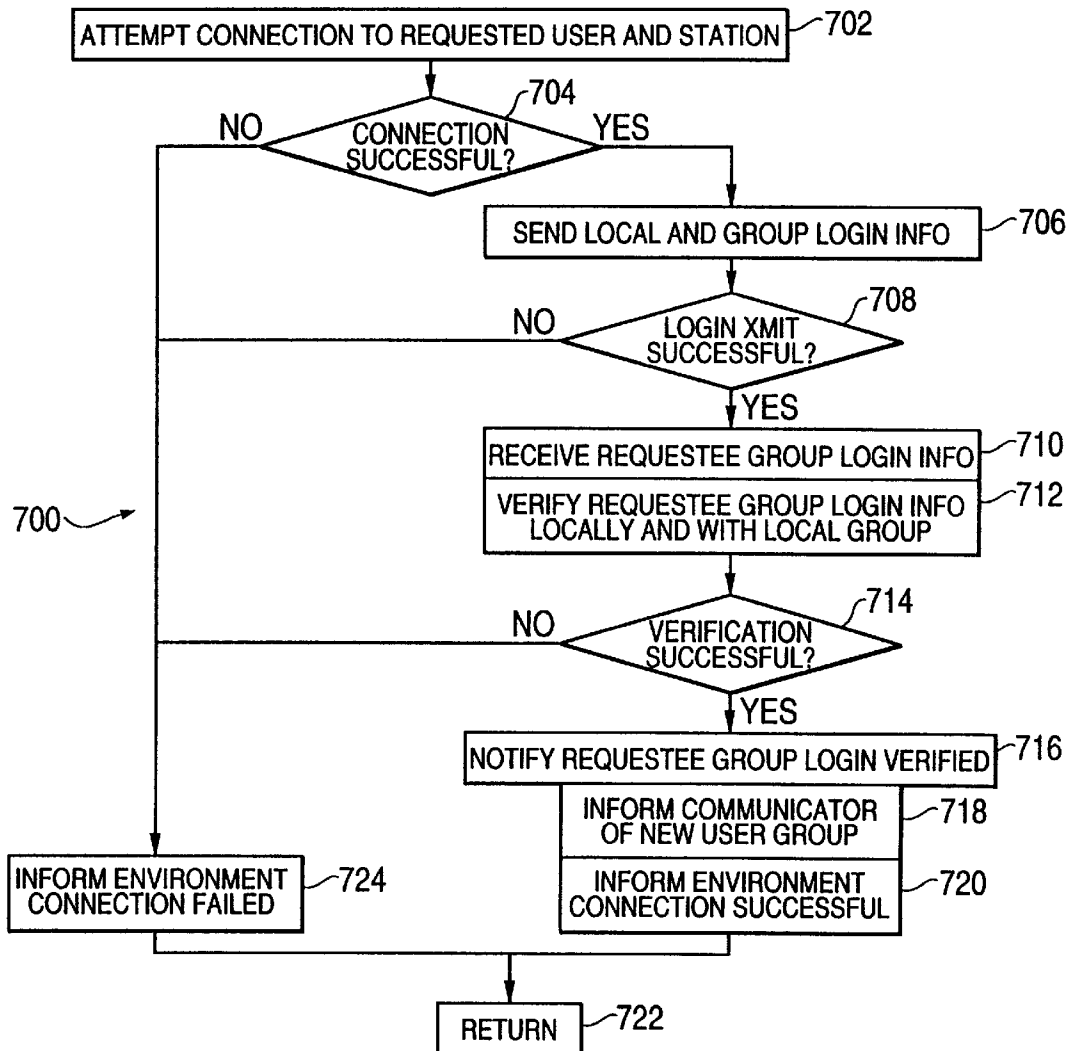 ATTEMPT CONNECTION TO REQUESTED USER AND STATION
702
704
NO
CONNECTION
SUCCESSFUL?
YES
SEND LOCAL AND GROUP LOGIN INFO
706
708
NO
LOGIN XMIT
SUCCESSFUL?
YES
RECEIVE REQUESTEE GROUP LOGIN INFO
710
VERIFY REQUESTEE GROUP LOGIN INFO
LOCALLY AND WITH LOCAL GROUP
712
700
714
NO
VERIFICATION
SUCCESSFUL?
YES
NOTIFY REQUESTEE GROUP LOGIN VERIFIED
716
INFORM COMMUNICATOR
OF NEW USER GROUP
718
INFORM ENVIRONMENT
CONNECTION FAILED
724
INFORM ENVIRONMENT
CONNECTION SUCCESSFUL
720
RETURN
722